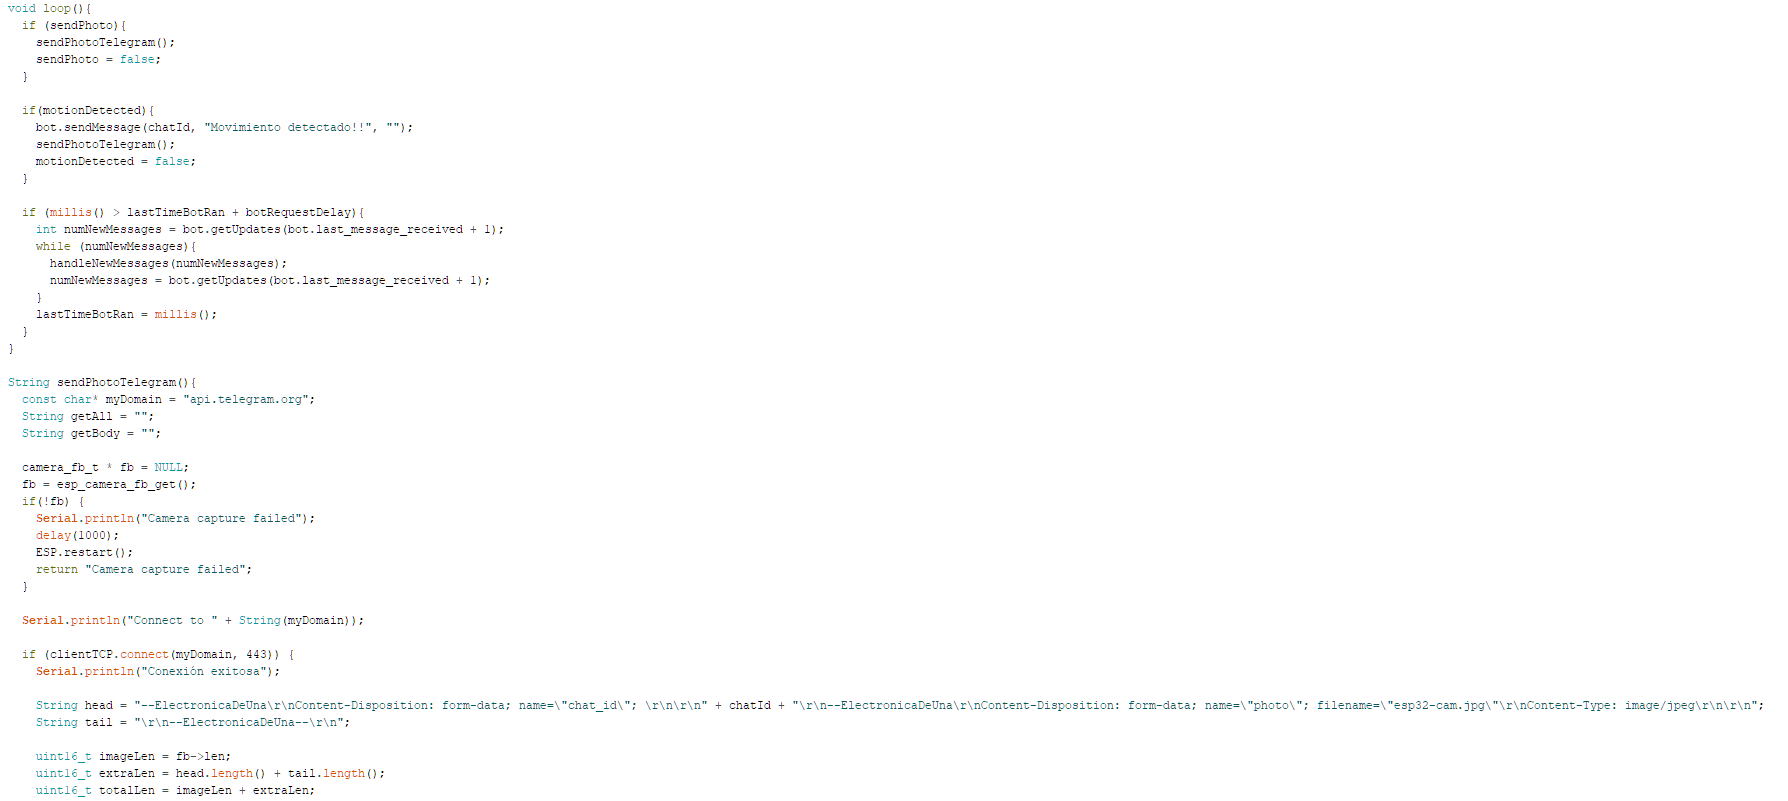 void loop(){
  if (sendPhoto){
    sendPhotoTelegram();
    sendPhoto = false;
  }

  if(motionDetected){
    bot.sendMessage(chatId, "Movimiento detectado!!", "");
    sendPhotoTelegram();
    motionDetected = false;
  }

  if (millis() > lastTimeBotRan + botRequestDelay){
    int numNewMessages = bot.getUpdates(bot.last_message_received + 1);
    while (numNewMessages){
      handleNewMessages(numNewMessages);
      numNewMessages = bot.getUpdates(bot.last_message_received + 1);
    }
    lastTimeBotRan = millis();
  }
}

String sendPhotoTelegram(){
  const char* myDomain = "api.telegram.org";
  String getAll = "";
  String getBody = "";

  camera_fb_t * fb = NULL;
  fb = esp_camera_fb_get();
  if(!fb) {
    Serial.println("Camera capture failed");
    delay(1000);
    ESP.restart();
    return "Camera capture failed";
  }

  Serial.println("Connect to " + String(myDomain));

  if (clientTCP.connect(myDomain, 443)) {
    Serial.println("Conexión exitosa");

    String head = "--ElectronicaDeUna\r\nContent-Disposition: form-data; name=\"chat_id\"; \r\n\r\n" + chatId + "\r\n--ElectronicaDeUna\r\nContent-Disposition: form-data; name=\"photo\"; filename=\"esp32-cam.jpg\"\r\nContent-Type: image/jpeg\r\n\r\n";
    String tail = "\r\n--ElectronicaDeUna--\r\n";

    uint16_t imageLen = fb->len;
    uint16_t extraLen = head.length() + tail.length();
    uint16_t totalLen = imageLen + extraLen;